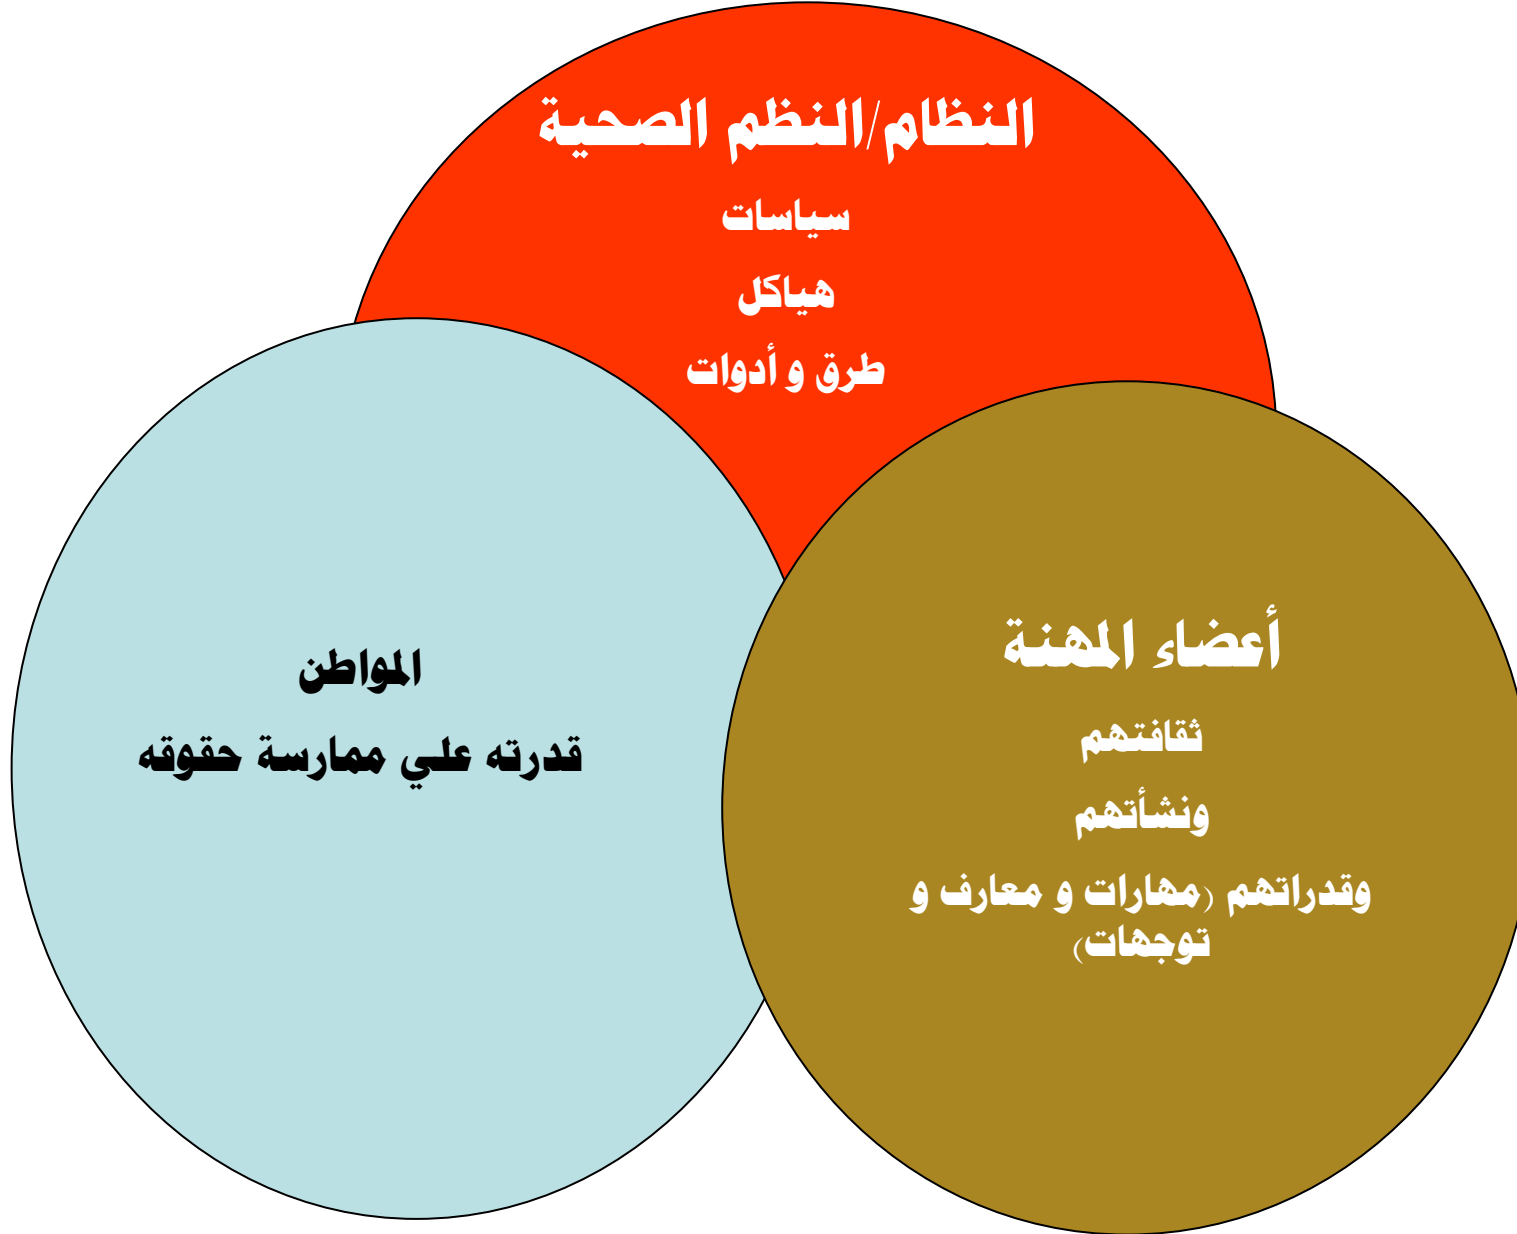 النظام/النظم الصحية
سياسات
هياكل
طرق و أدوات
المواطن
قدرته علي ممارسة حقوقه
أعضاء المهنة
ثقافتهم
ونشأتهم
وقدراتهم (مهارات و معارف و
توجهات)